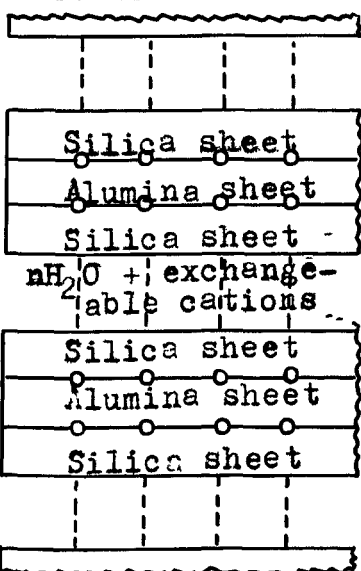 Silica sheet
Alumina sheet
Silica sheet
nH₂O + exchange-
able cations
Silica sheet
Alumina sheet
Silica sheet